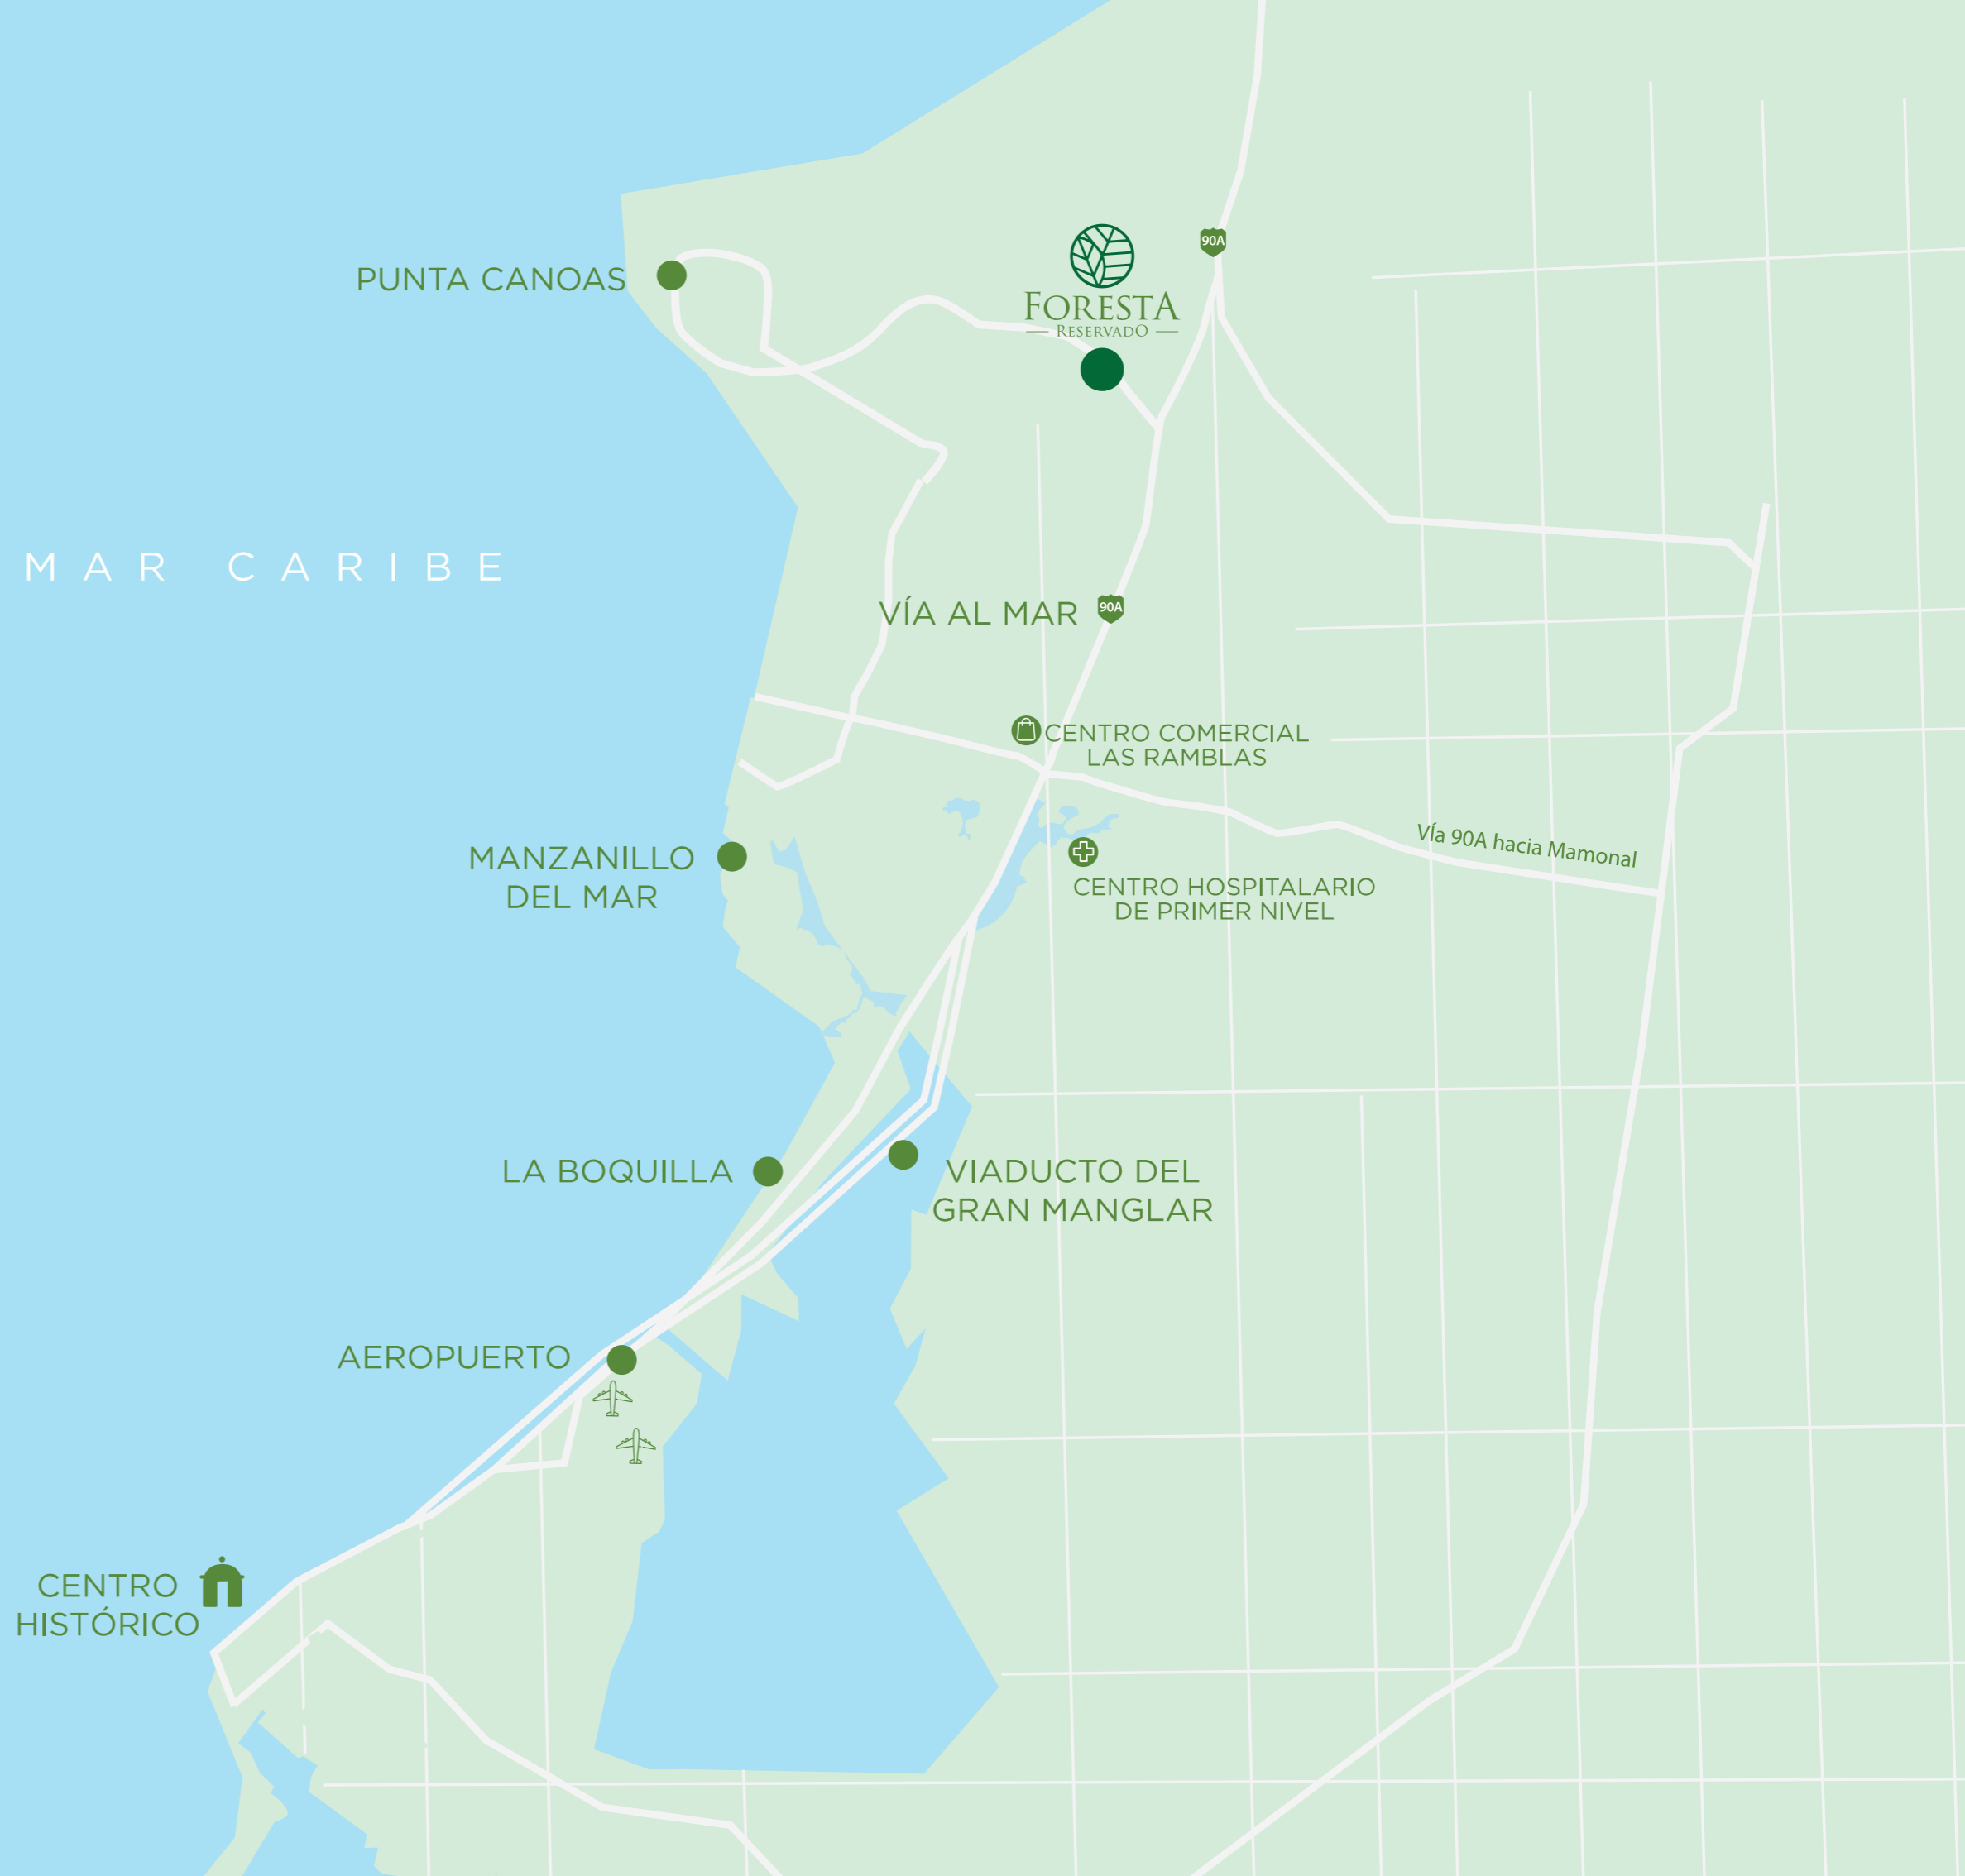 90A
FORESTA
RESERVADO
PUNTA CANOAS
MAR CARIBE
VÍA AL MAR
90A
CENTRO COMERCIAL
LAS RAMBLAS
Vía 90A hacia Mamonal
MANZANILLO
DEL MAR
CENTRO HOSPITALARIO
DE PRIMER NIVEL
LA BOQUILLA
VIADUCTO DEL
GRAN MANGLAR
AEROPUERTO
CENTRO
HISTÓRICO